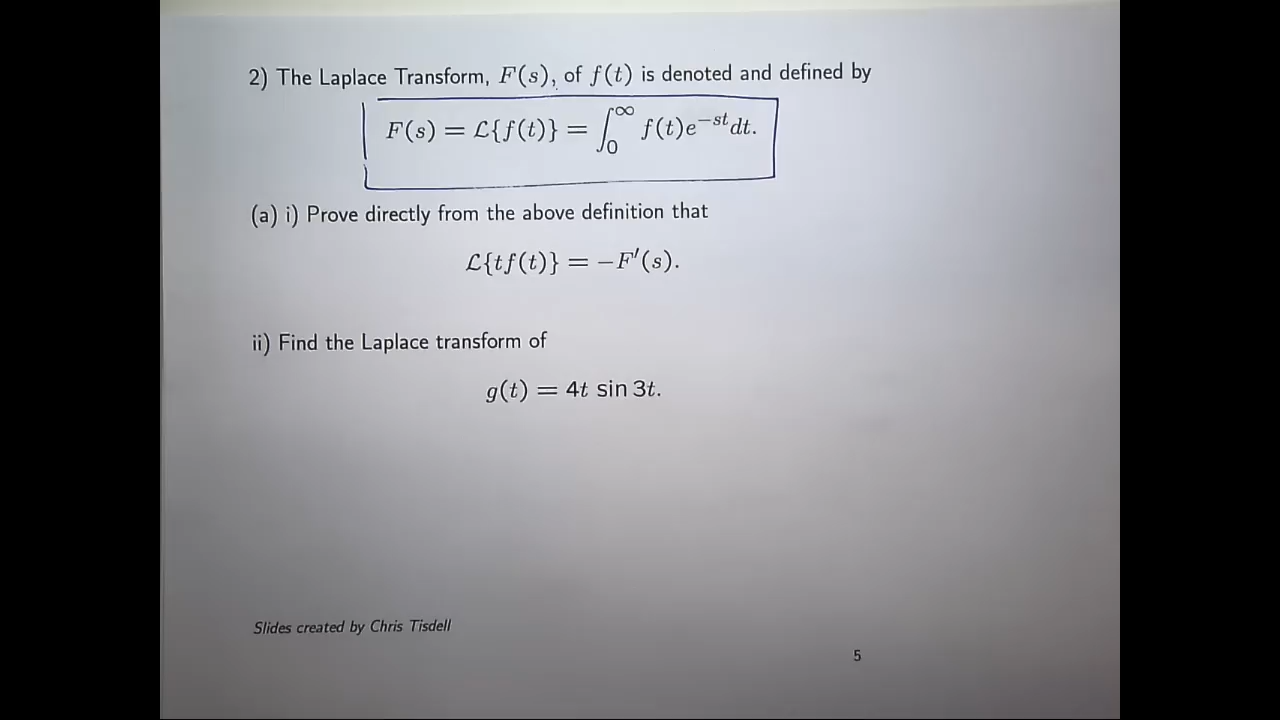 2) The Laplace Transform, F(s), of f(t) is denoted and defined by
F(s) = ℒ{f(t)} = ∫₀^∞ f(t)e^{−st}dt.
(a) i) Prove directly from the above definition that
ℒ{tf(t)} = −F′(s).
ii) Find the Laplace transform of
g(t) = 4t sin 3t.
Slides created by Chris Tisdell
5